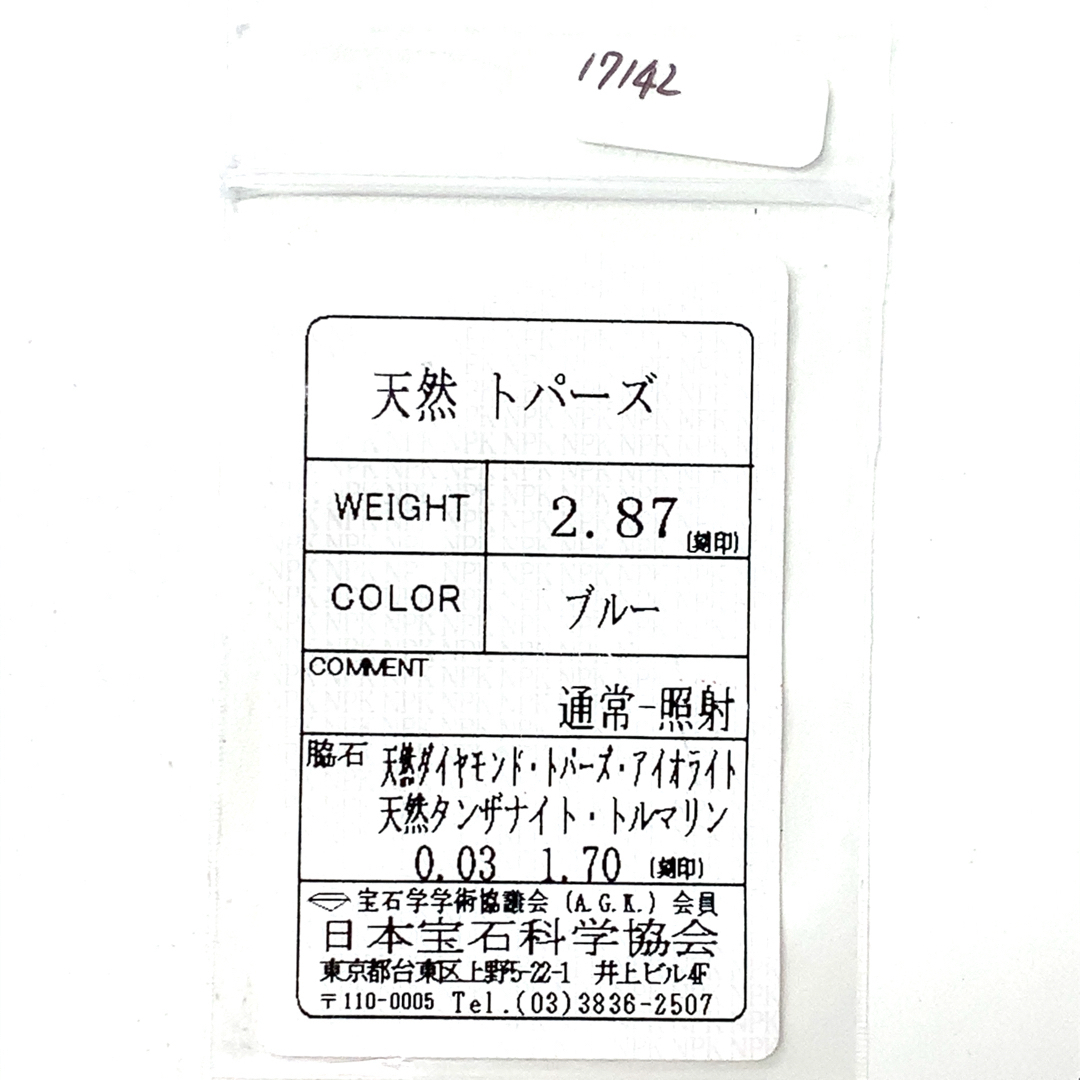 17142
天然 トパーズ
WEIGHT 2.87 (刻印)
COLOR ブルー
COMMENT
通常-照射
脇石 天然ダイヤモンド・トパーズ・アイオライト
天然タンザナイト・トルマリン
0.03 1.70 (刻印)
宝石学学術協議会 (A.G.K.) 会員
日本宝石科学協会
東京都台東区上野5-22-1 井上ビル4F
〒110-0005 Tel.(03)3836-2507